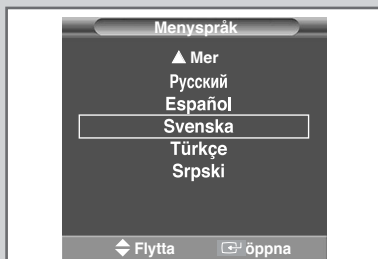 Menyspråk
▲ Mer
Русский
Español
Svenska
Türkçe
Srpski
Flytta öppna